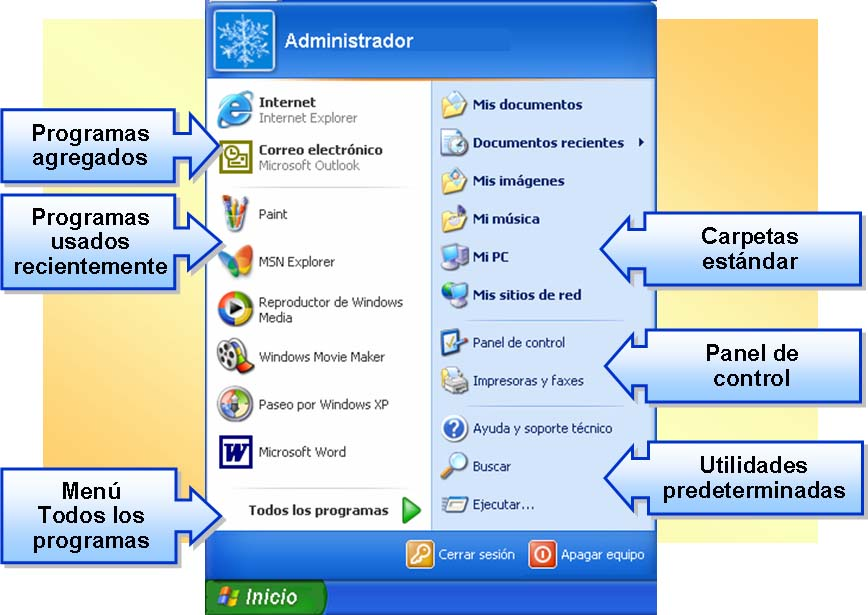 Administrador
Programas
agregados
Programas
usados
recientemente
Menú
Todos los
programas
Internet
Internet Explorer
Correo electrónico
Microsoft Outlook
Paint
MSN Explorer
Reproductor de Windows
Media
Windows Movie Maker
Paseo por Windows XP
Microsoft Word
Todos los programas
Mis documentos
Documentos recientes
Mis imágenes
Mi música
Mi PC
Mis sitios de red
Panel de control
Impresoras y faxes
Ayuda y soporte técnico
Buscar
Ejecutar...
Carpetas
estándar
Panel de
control
Utilidades
predeterminadas
Cerrar sesión
Apagar equipo
Inicio